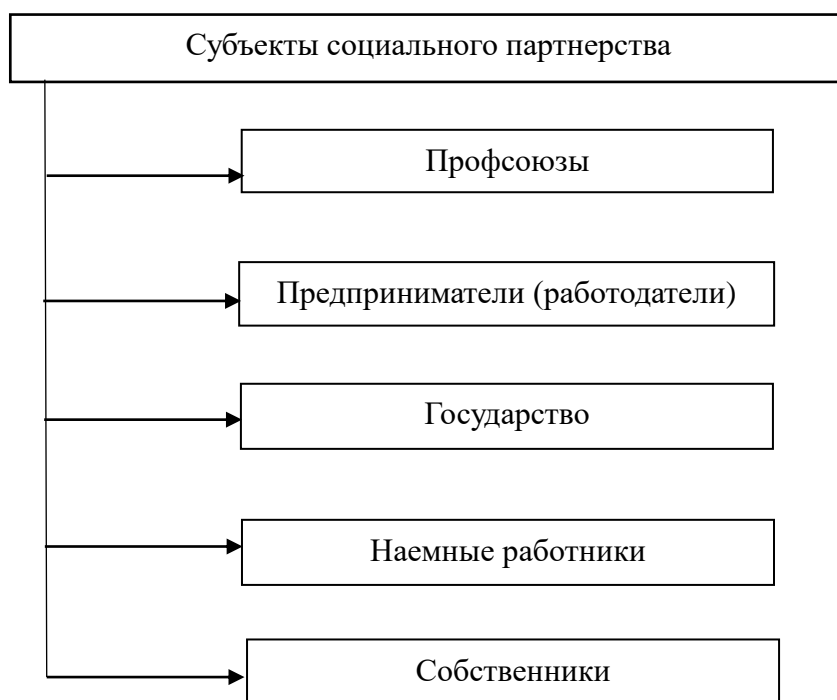 Субъекты социального партнерства
Профсоюзы
Предприниматели (работодатели)
Государство
Наемные работники
Собственники